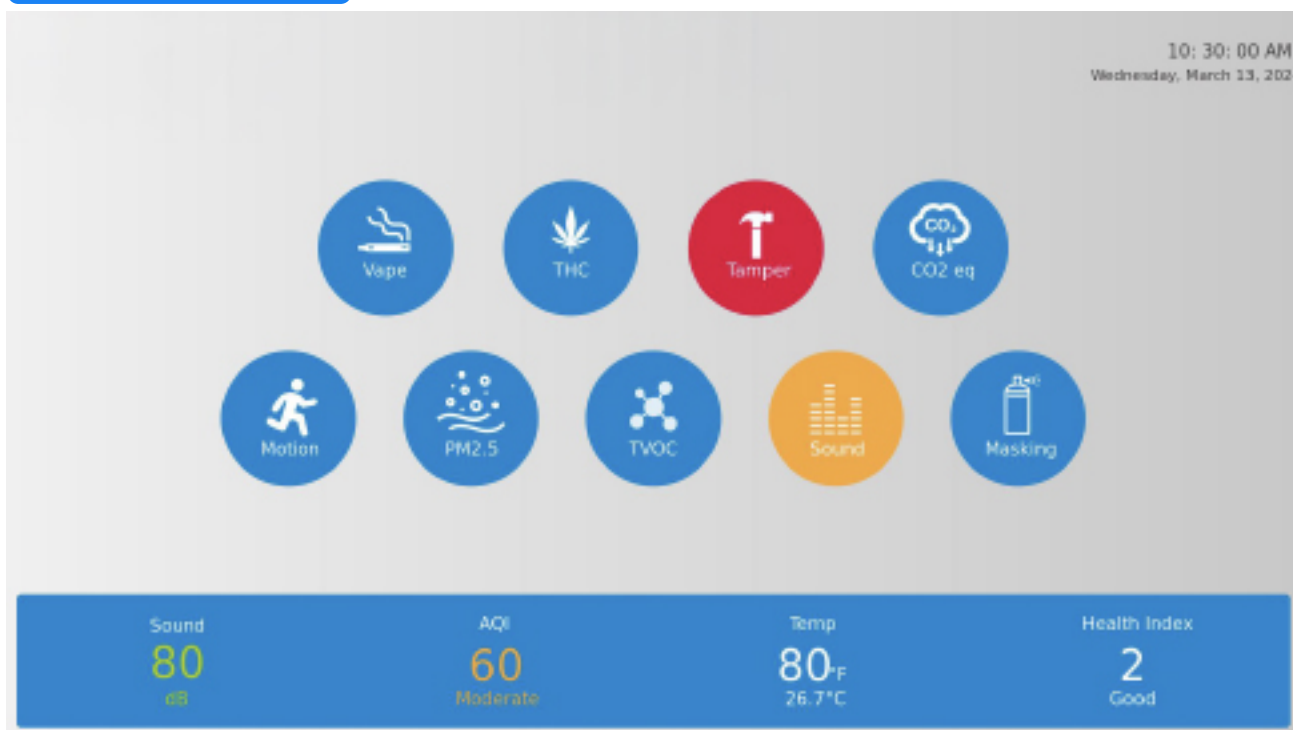 10: 30: 00 AM
Wednesday, March 13, 202
Vape
THC
Tamper
CO₂
CO2 eq
Motion
PM2.5
TVOC
Sound
Masking
Sound
80
dB
AQI
60
Moderate
Temp
80°F
26.7°C
Health Index
2
Good